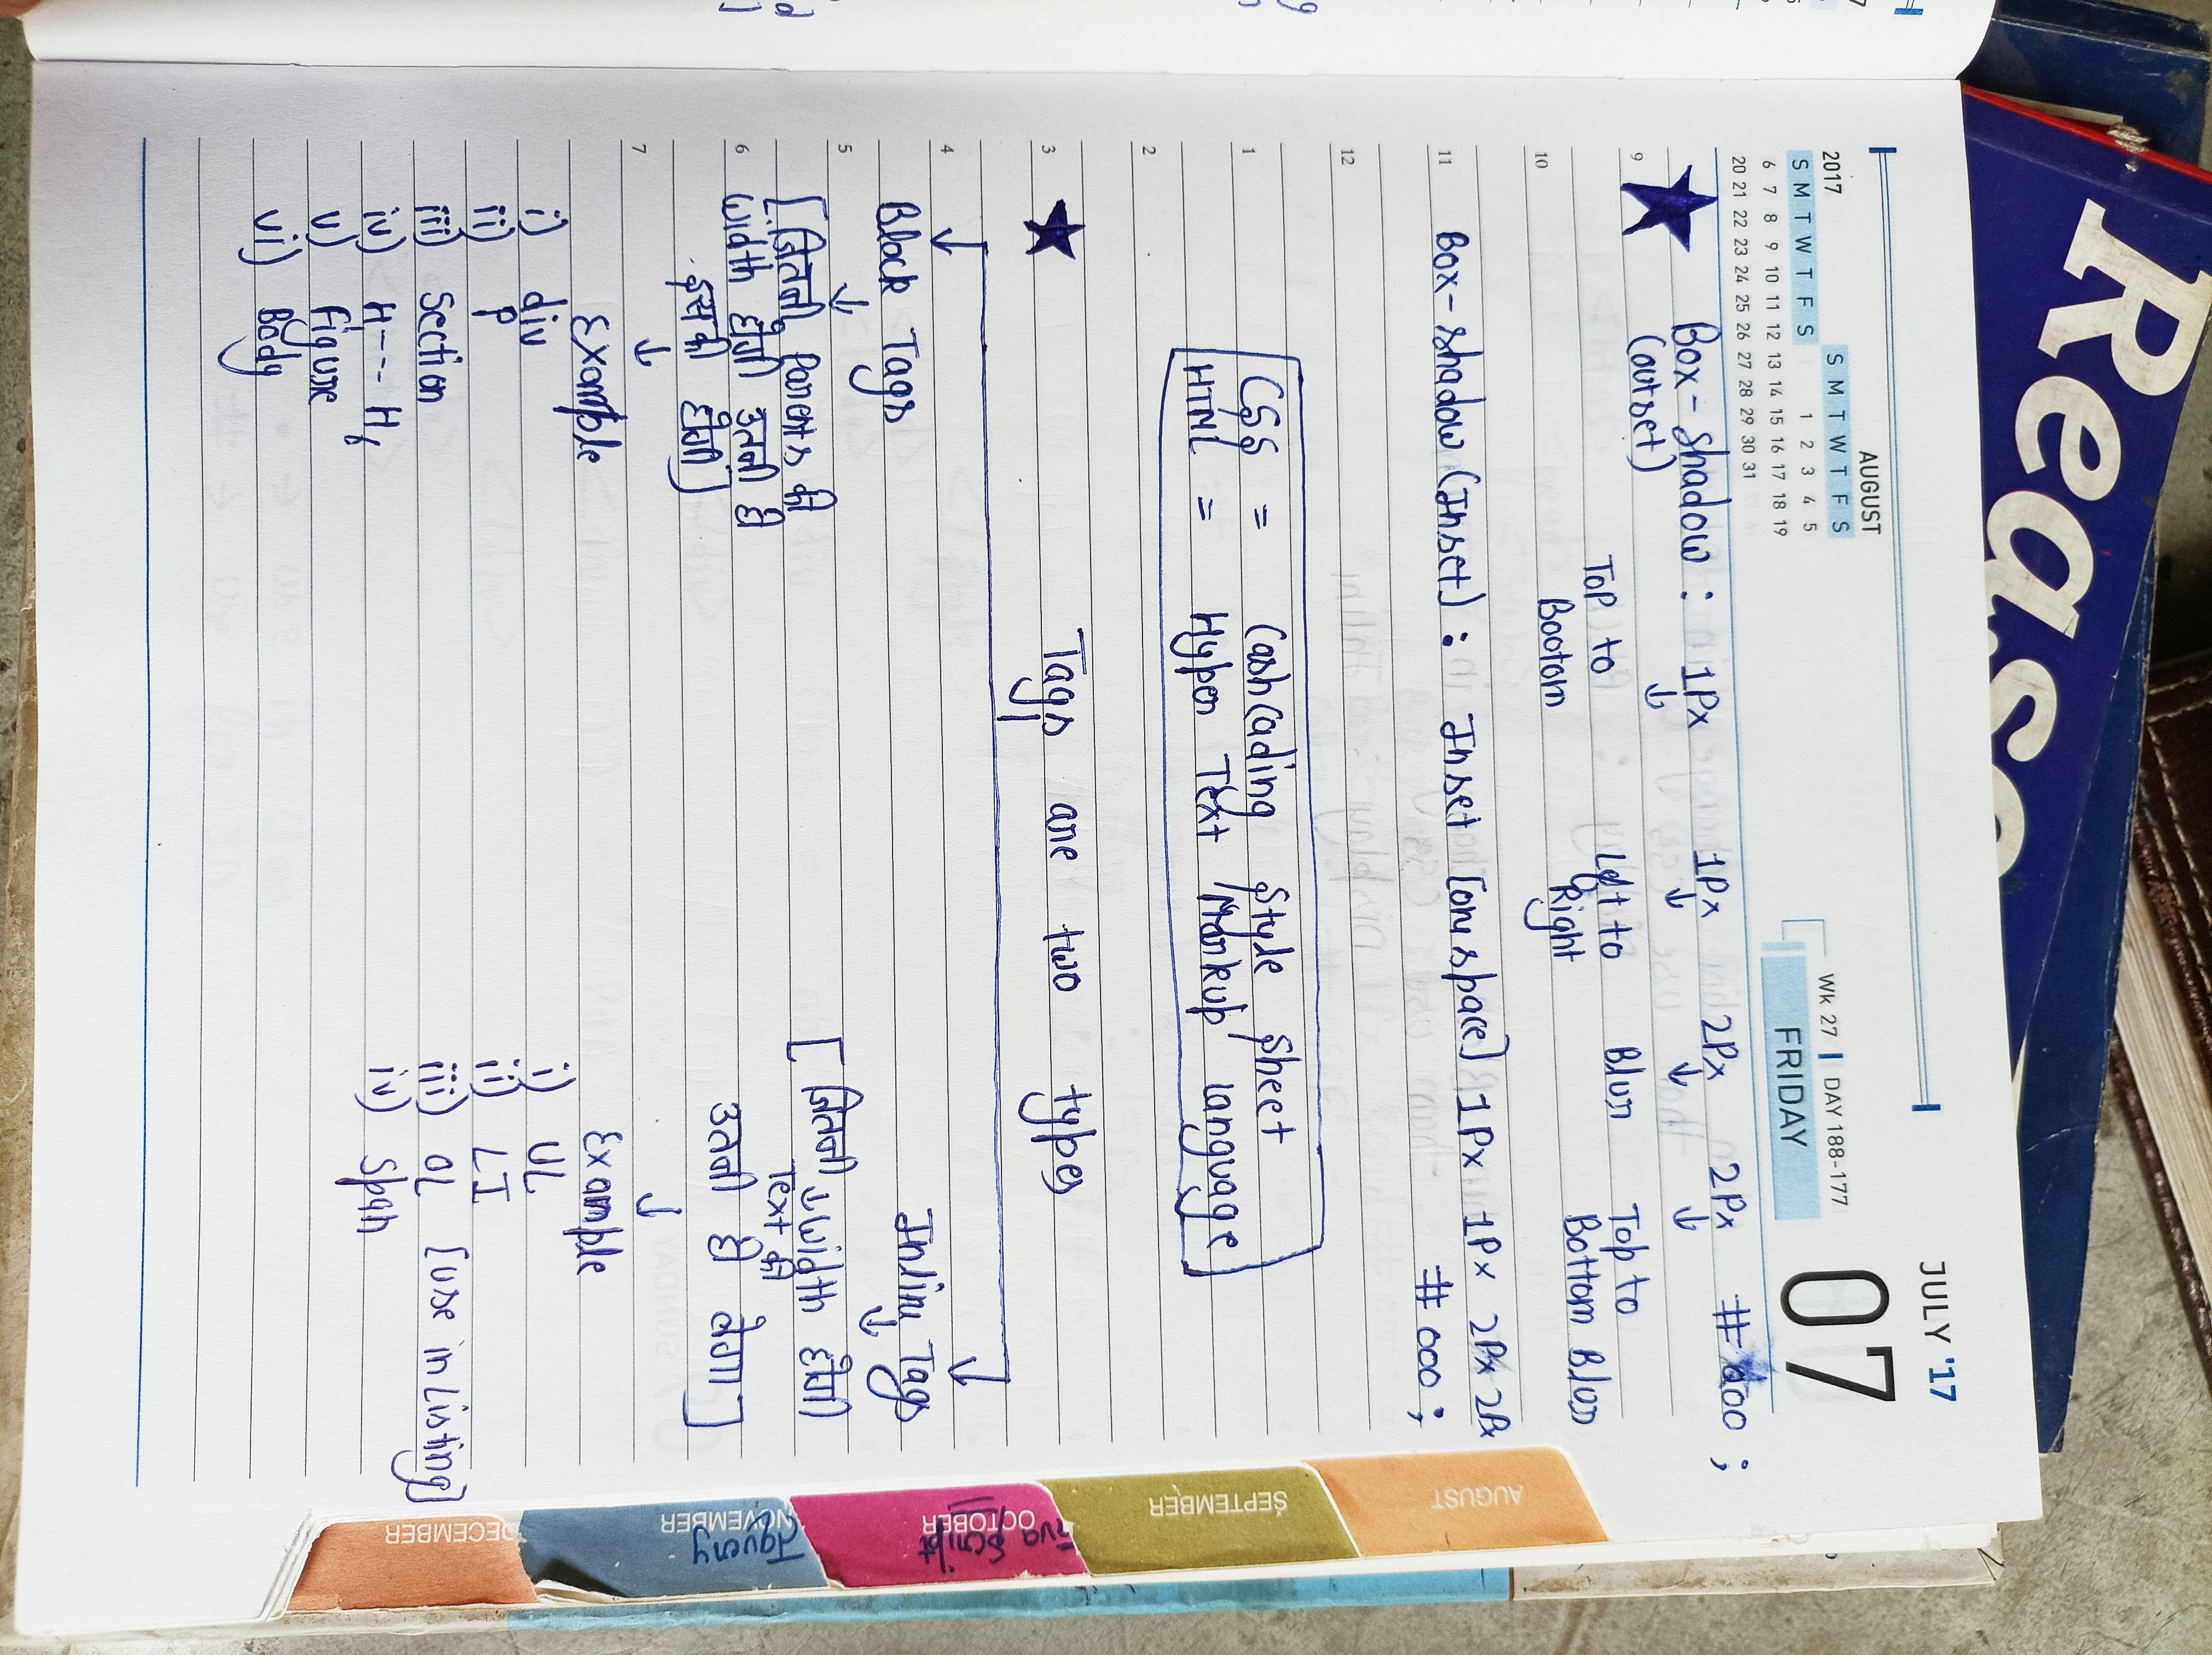 Reaso
JULY '17
07
AUGUST
2017
S M T W T F S S M T W T F S
1 2 3 4 5
6 7 8 9 10 11 12 13 14 15 16 17 18 19
20 21 22 23 24 25 26 27 28 29 30 31
Wk 27 | DAY 188-177
FRIDAY
Box-shadow : 1Px 1Px 2Px 2Px #000 ;
(outset)
Top to Left to Blur Top to
Bootom Right Bottom Blur
Box-shadow (Inset) : Inset [one space] 1Px 1Px 2Px 2Px
# 000 ;
CSS = Cashcading Style Sheet
HTML = Hyper Text Markup Language
Tags are two types
Block Tags Inline Tags
[जितनी Parents की [जितनी width होगी
Text की
width होगी उतनी ही उतनी ही लेगा]
इसकी होगी]
Example Example
i) div i) UL
ii) P ii) LI
iii) Section iii) OL [Use in Listing]
iv) H1--- H6 iv) Span
v) Figure
vi) Body
9
10
11
12
1
2
3
4
5
6
7
AUGUST
SEPTEMBER
OCTOBER
Script
NOVEMBER
Jquery
DECEMBER